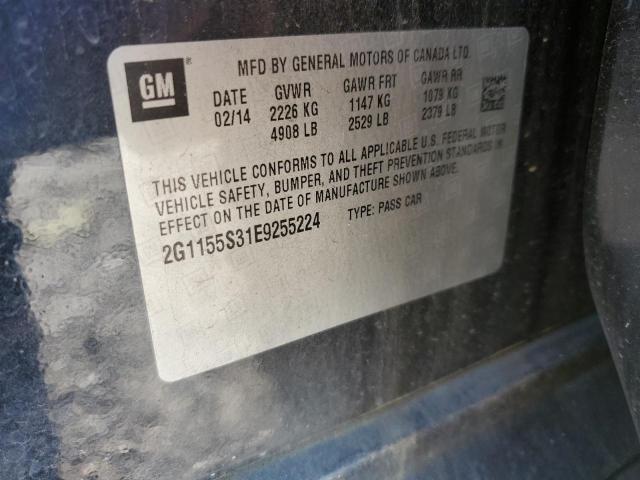 GM
MFD BY GENERAL MOTORS OF CANADA LTD.
DATE GVWR GAWR FRT GAWR RR
02/14 2226 KG 1147 KG 1079 KG
4908 LB 2529 LB 2379 LB
THIS VEHICLE CONFORMS TO ALL APPLICABLE U.S. FEDERAL MOTOR
VEHICLE SAFETY, BUMPER, AND THEFT PREVENTION STANDARDS IN
EFFECT ON THE DATE OF MANUFACTURE SHOWN ABOVE.
2G1155S31E9255224 TYPE: PASS CAR